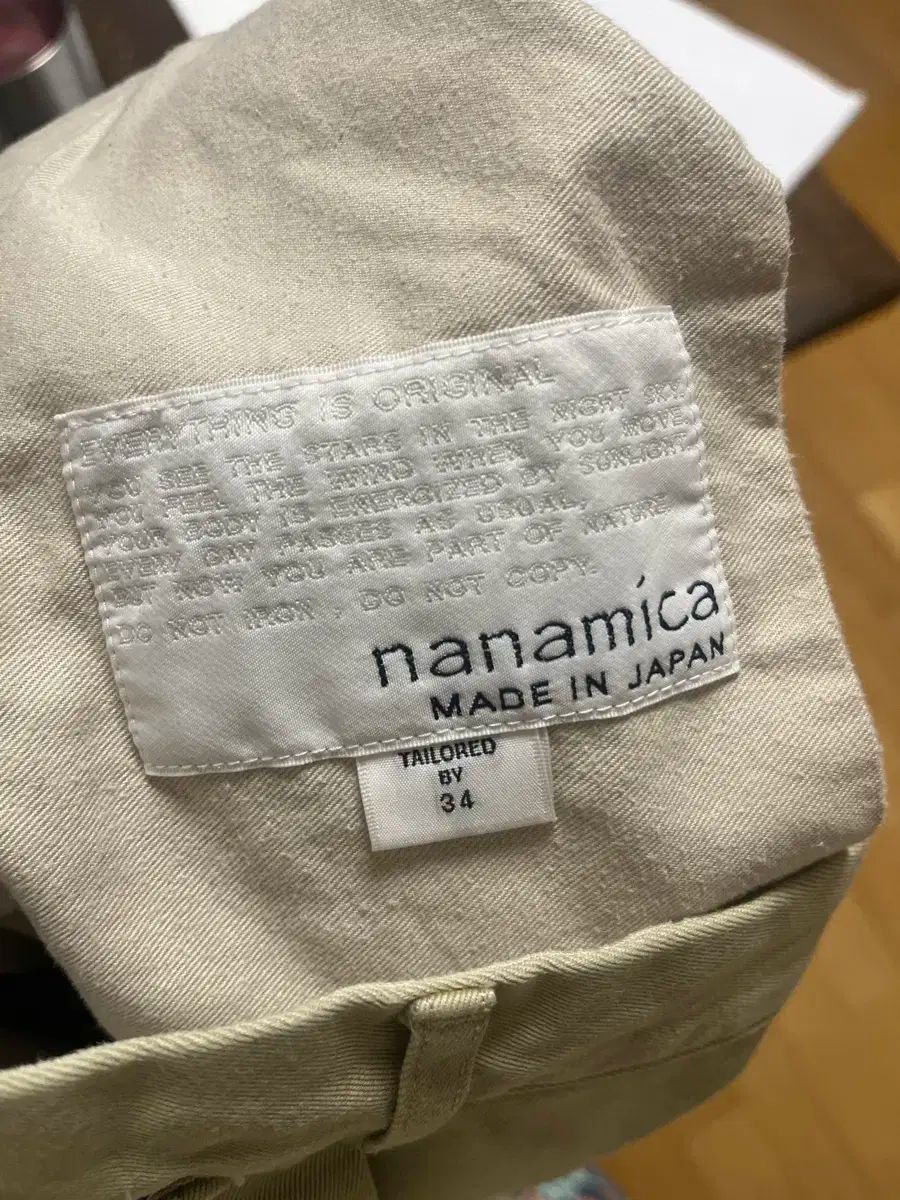 EVERYTHING IS ORIGINAL
YOU SEE THE STARS IN THE NIGHT SKY.
YOU FEEL THE WIND WHEN YOU MOVE.
YOUR BODY IS ENERGIZED BY SUNLIGHT.
EVERY DAY PASSES AS USUAL,
BUT NOW YOU ARE PART OF NATURE.
DO NOT IRON, DO NOT COPY.
nanamica
MADE IN JAPAN
TAILORED
BY
34